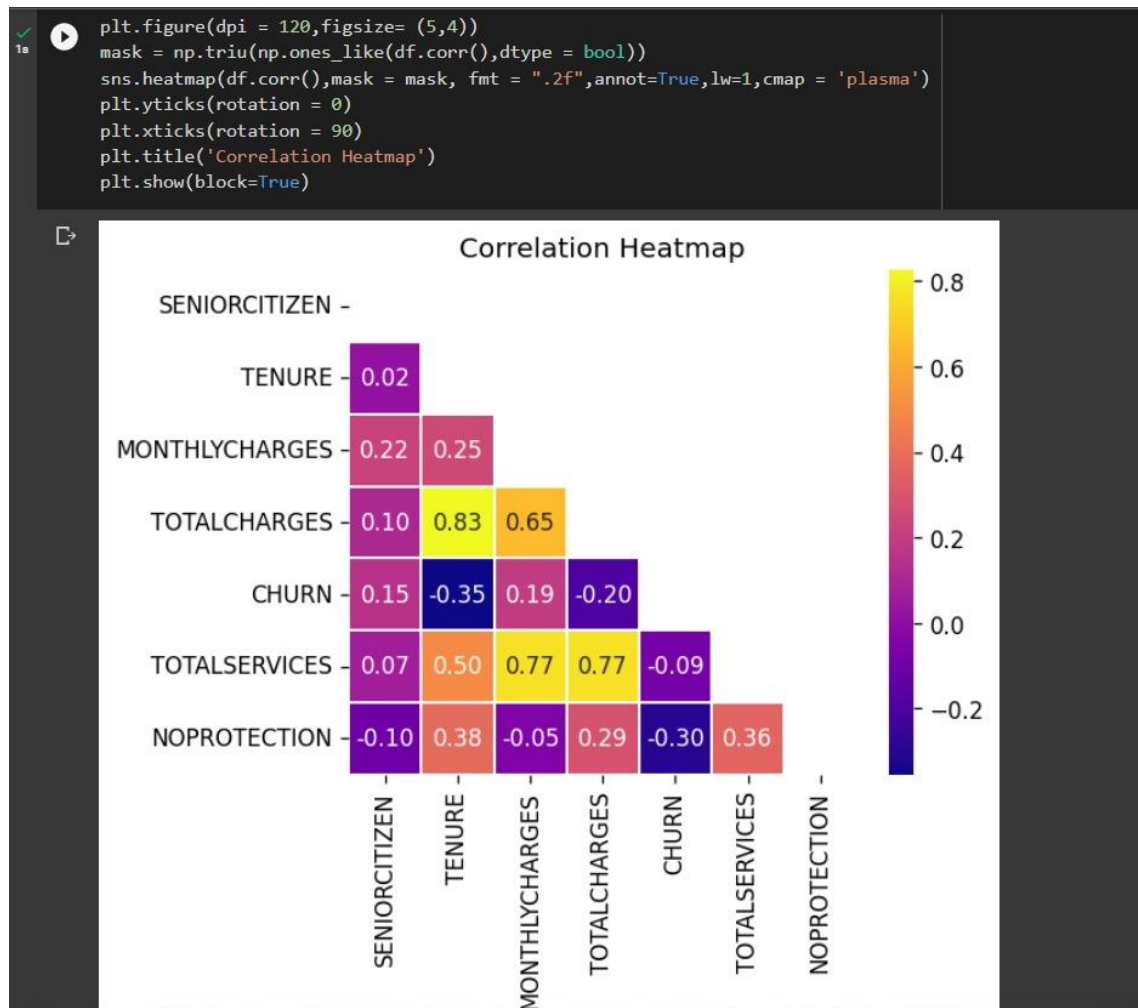 1s
plt.figure(dpi = 120,figsize= (5,4))
mask = np.triu(np.ones_like(df.corr(),dtype = bool))
sns.heatmap(df.corr(),mask = mask, fmt = ".2f",annot=True,lw=1,cmap = 'plasma')
plt.yticks(rotation = 0)
plt.xticks(rotation = 90)
plt.title('Correlation Heatmap')
plt.show(block=True)
Correlation Heatmap
SENIORCITIZEN
TENURE 0.02
MONTHLYCHARGES 0.22 0.25
TOTALCHARGES 0.10 0.83 0.65
CHURN 0.15 -0.35 0.19 -0.20
TOTALSERVICES 0.07 0.50 0.77 0.77 -0.09
NOPROTECTION -0.10 0.38 -0.05 0.29 -0.30 0.36
SENIORCITIZEN
TENURE
MONTHLYCHARGES
TOTALCHARGES
CHURN
TOTALSERVICES
NOPROTECTION
0.8
0.6
0.4
0.2
0.0
−0.2